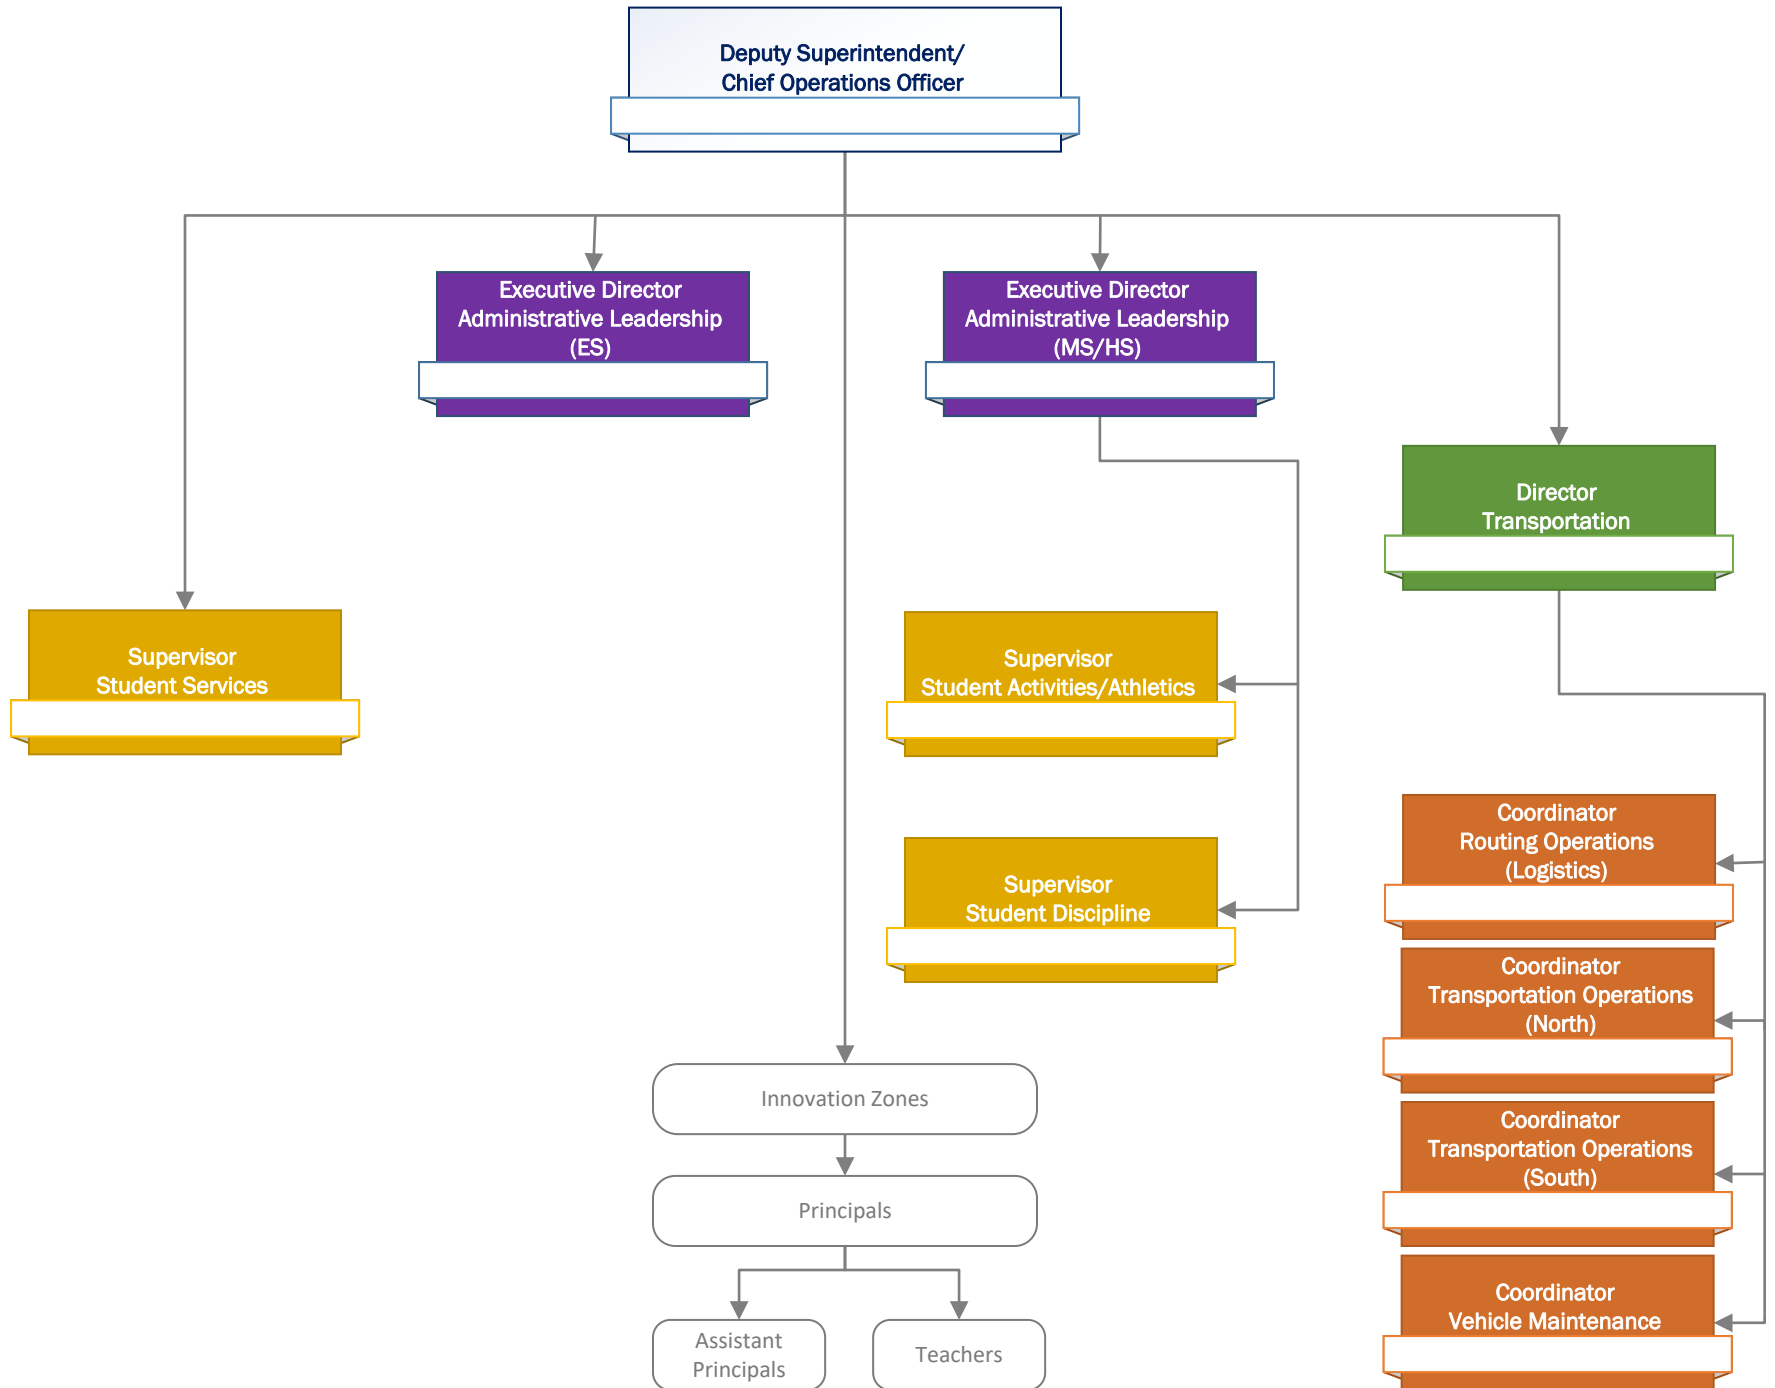 Deputy Superintendent/
Chief Operations Officer
Executive Director
Administrative Leadership
(ES)
Executive Director
Administrative Leadership
(MS/HS)
Director
Transportation
Supervisor
Student Services
Supervisor
Student Activities/Athletics
Supervisor
Student Discipline
Coordinator
Routing Operations
(Logistics)
Coordinator
Transportation Operations
(North)
Coordinator
Transportation Operations
(South)
Coordinator
Vehicle Maintenance
Innovation Zones
Principals
Assistant
Principals
Teachers